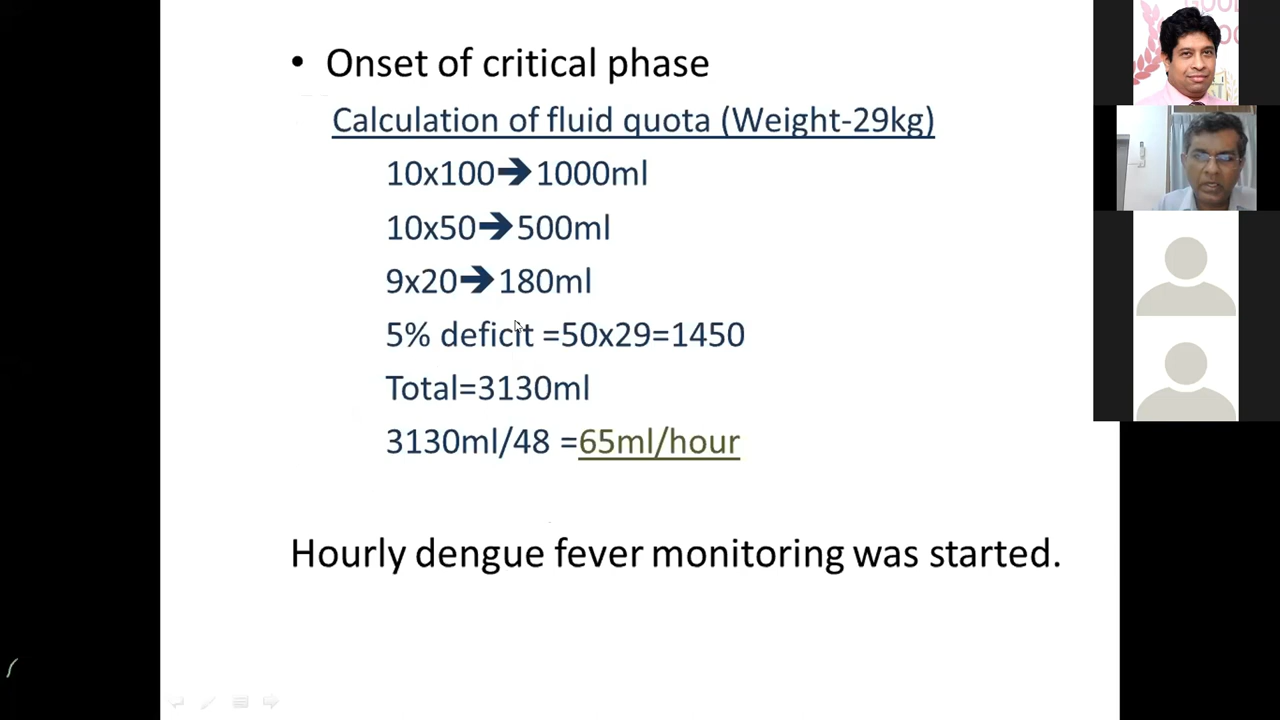 • Onset of critical phase
Calculation of fluid quota (Weight-29kg)
10x100➔1000ml
10x50➔500ml
9x20➔180ml
5% deficit =50x29=1450
Total=3130ml
3130ml/48 =65ml/hour
Hourly dengue fever monitoring was started.